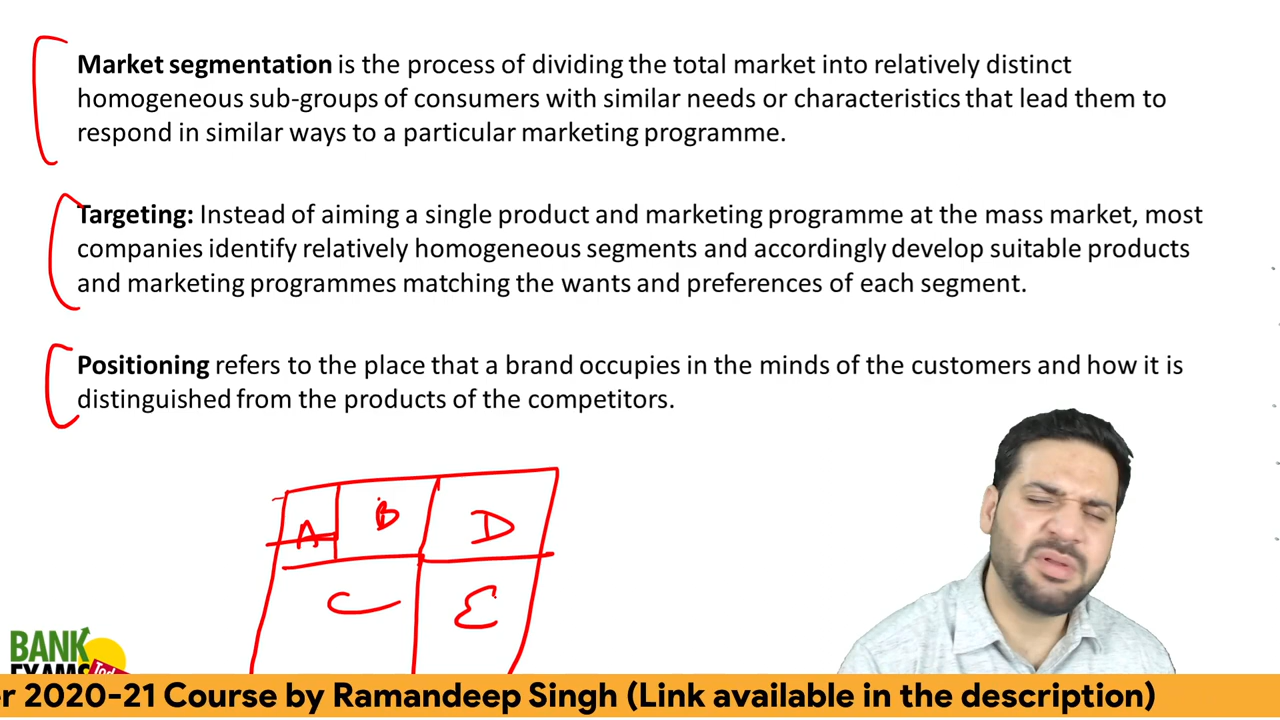 Market segmentation is the process of dividing the total market into relatively distinct
homogeneous sub-groups of consumers with similar needs or characteristics that lead them to
respond in similar ways to a particular marketing programme.
Targeting: Instead of aiming a single product and marketing programme at the mass market, most
companies identify relatively homogeneous segments and accordingly develop suitable products
and marketing programmes matching the wants and preferences of each segment.
Positioning refers to the place that a brand occupies in the minds of the customers and how it is
distinguished from the products of the competitors.
A B D
C E
BANK
EXAMS Today
r 2020-21 Course by Ramandeep Singh (Link available in the description)